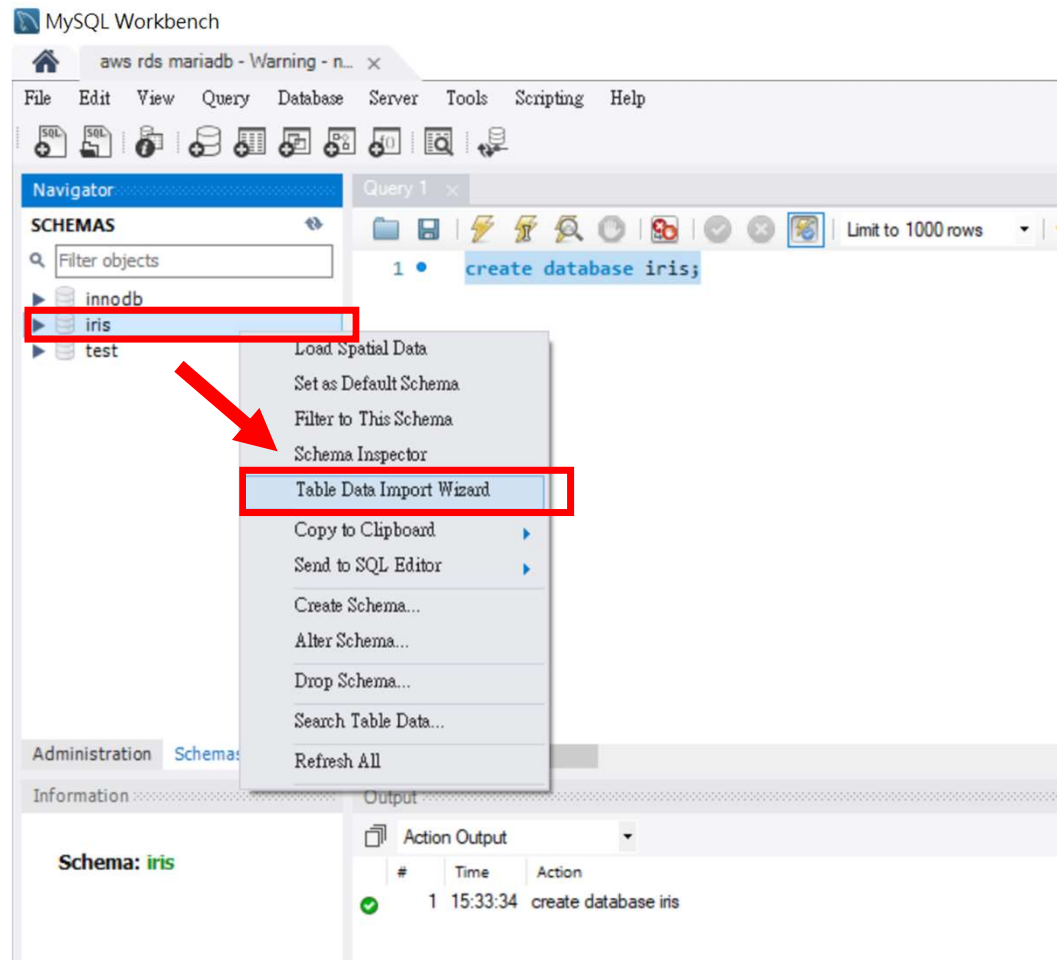 MySQL Workbench
aws rds mariadb - Warning - n...
File Edit View Query Database Server Tools Scripting Help
Navigator
Query 1
SCHEMAS
Limit to 1000 rows
Filter objects
1 create database iris;
innodb
iris
test
Load Spatial Data
Set as Default Schema
Filter to This Schema
Schema Inspector
Table Data Import Wizard
Copy to Clipboard
Send to SQL Editor
Create Schema...
Alter Schema...
Drop Schema...
Search Table Data...
Refresh All
Administration Schemas
Information
Output
Action Output
Schema: iris
# Time Action
1 15:33:34 create database iris